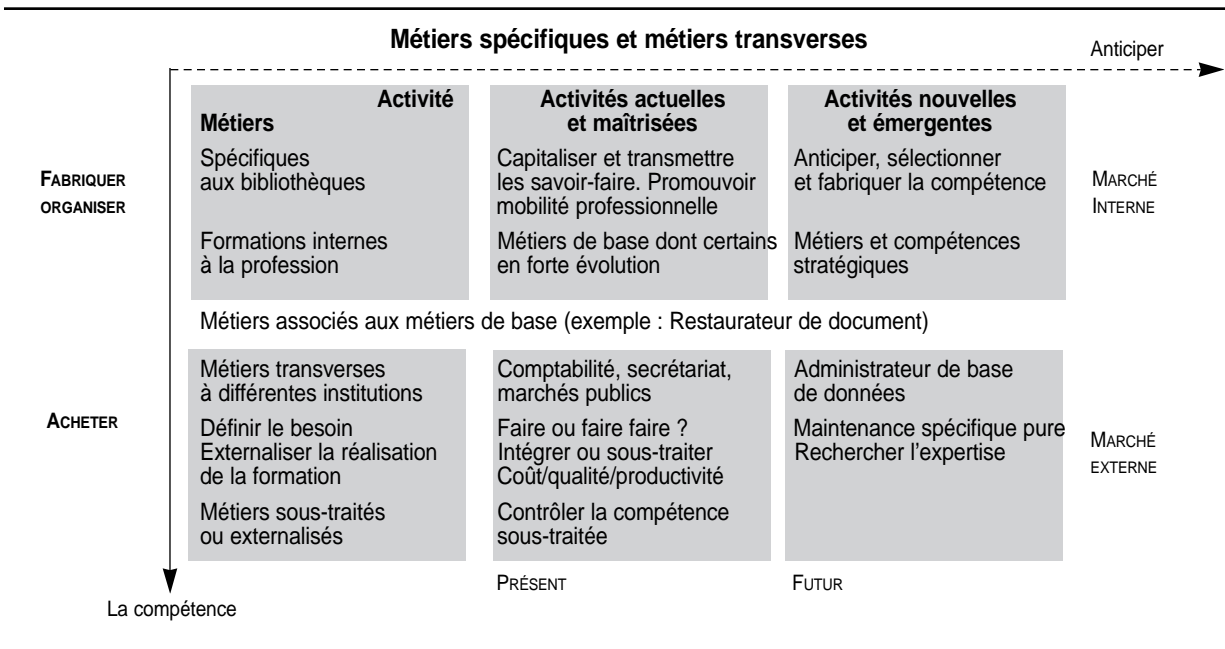 Métiers spécifiques et métiers transverses
Anticiper
Activité
Métiers
Activités actuelles
et maîtrisées
Activités nouvelles
et émergentes
FABRIQUER
ORGANISER
Spécifiques
aux bibliothèques
Capitaliser et transmettre
les savoir-faire. Promouvoir
mobilité professionnelle
Anticiper, sélectionner
et fabriquer la compétence
MARCHÉ
INTERNE
Formations internes
à la profession
Métiers de base dont certains
en forte évolution
Métiers et compétences
stratégiques
Métiers associés aux métiers de base (exemple : Restaurateur de document)
ACHETER
Métiers transverses
à différentes institutions
Comptabilité, secrétariat,
marchés publics
Administrateur de base
de données
Définir le besoin
Externaliser la réalisation
de la formation
Faire ou faire faire ?
Intégrer ou sous-traiter
Coût/qualité/productivité
Maintenance spécifique pure
Rechercher l'expertise
MARCHÉ
EXTERNE
Métiers sous-traités
ou externalisés
Contrôler la compétence
sous-traitée
PRÉSENT
FUTUR
La compétence